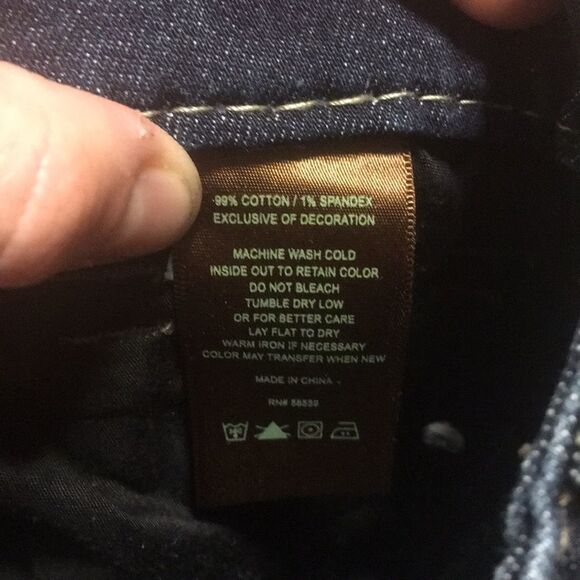 99% COTTON / 1% SPANDEX
EXCLUSIVE OF DECORATION
MACHINE WASH COLD
INSIDE OUT TO RETAIN COLOR
DO NOT BLEACH
TUMBLE DRY LOW
OR FOR BETTER CARE
LAY FLAT TO DRY
WARM IRON IF NECESSARY
COLOR MAY TRANSFER WHEN NEW
MADE IN CHINA
RN#